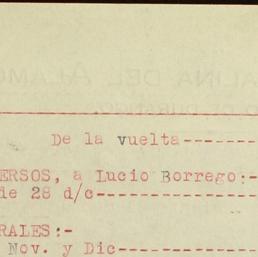 De la vuelta-------
ERSOS, a Lucio Borrego:-
de 28 d/c-----------
RALES:-
Nov. y Dic-----------